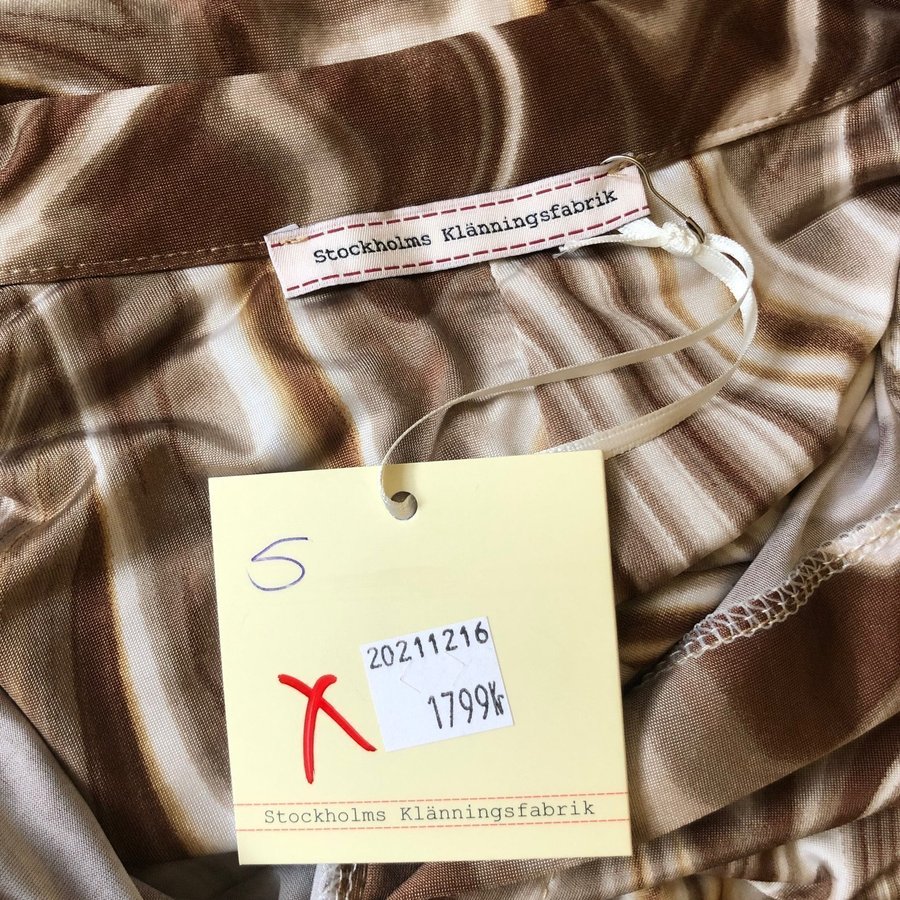 Stockholms Klänningsfabrik
S
20211216
1799kr
X
Stockholms Klänningsfabrik